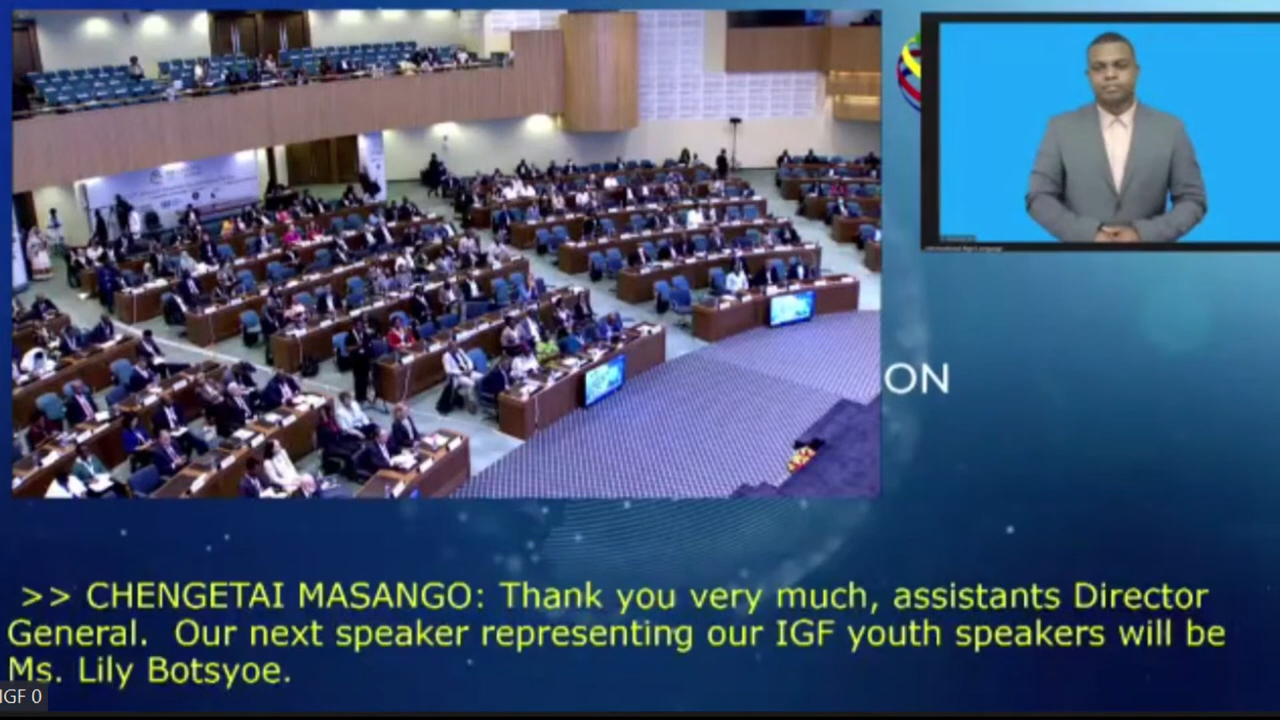 ON
>> CHENGETAI MASANGO: Thank you very much, assistants Director
General.  Our next speaker representing our IGF youth speakers will be
Ms. Lily Botsyoe.
IGF 0